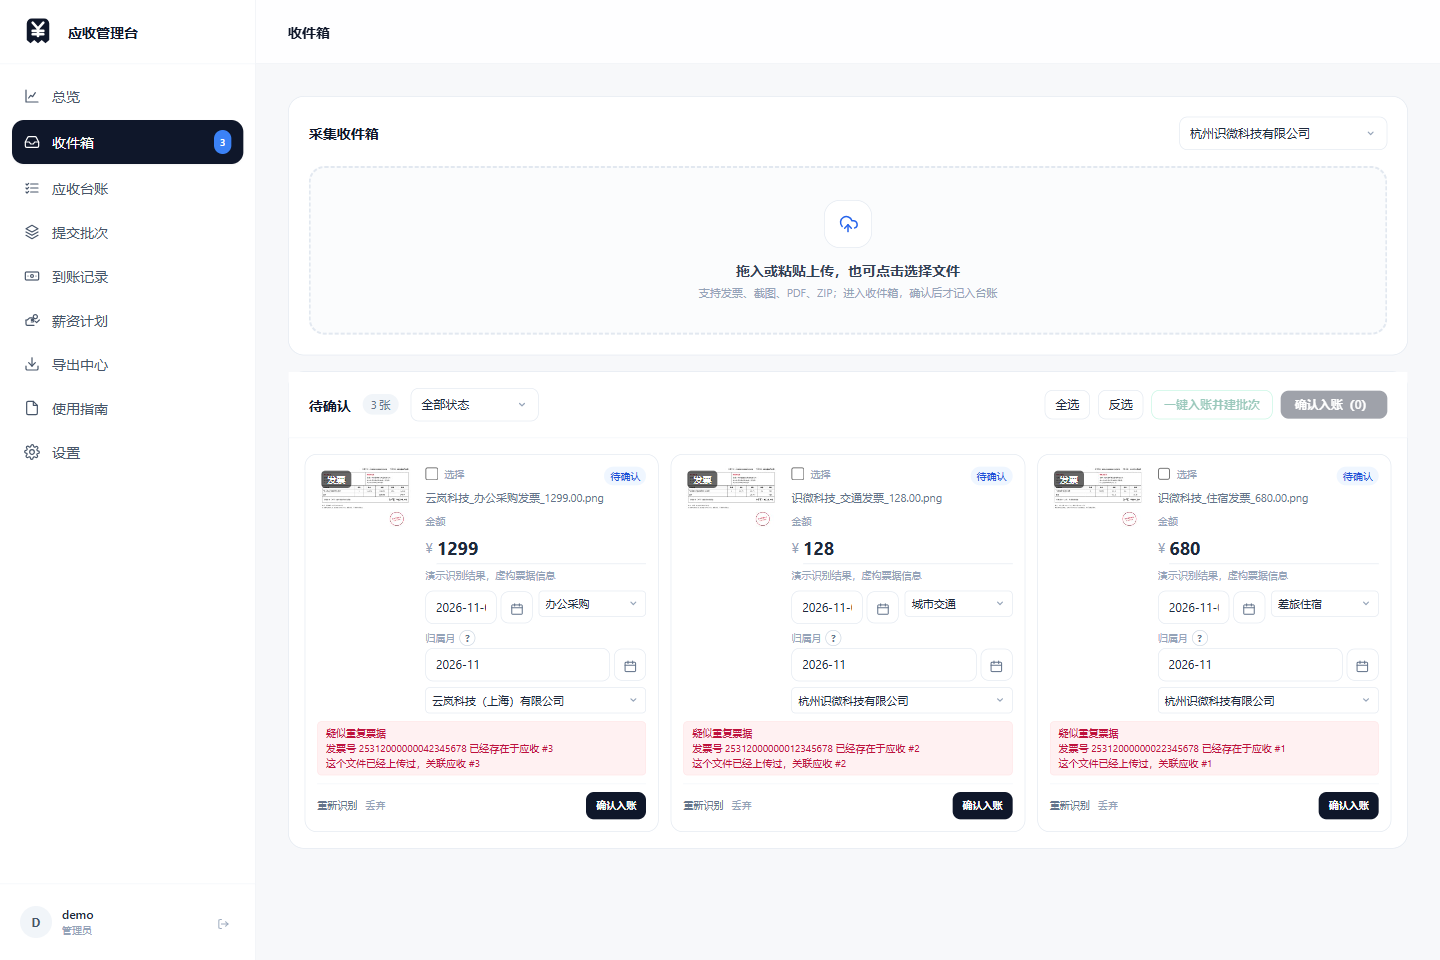 应收管理台
收件箱
总览
收件箱
3
应收台账
提交批次
到账记录
薪资计划
导出中心
使用指南
设置
D
demo
管理员
采集收件箱
杭州识微科技有限公司
拖入或粘贴上传，也可点击选择文件
支持发票、截图、PDF、ZIP；进入收件箱，确认后才记入台账
待确认
3 张
全部状态
全选
反选
一键入账并建批次
确认入账 (0)
发票
选择
待确认
云岚科技_办公采购发票_1299.00.png
金额
¥ 1299
演示识别结果，虚构票据信息
2026-11-
办公采购
归属月 ?
2026-11
云岚科技（上海）有限公司
疑似重复票据
发票号 25312000000042345678 已经存在于应收 #3
这个文件已经上传过，关联应收 #3
重新识别 丢弃
确认入账
发票
选择
待确认
识微科技_交通发票_128.00.png
金额
¥ 128
演示识别结果，虚构票据信息
2026-11-
城市交通
归属月 ?
2026-11
杭州识微科技有限公司
疑似重复票据
发票号 25312000000012345678 已经存在于应收 #2
这个文件已经上传过，关联应收 #2
重新识别 丢弃
确认入账
发票
选择
待确认
识微科技_住宿发票_680.00.png
金额
¥ 680
演示识别结果，虚构票据信息
2026-11-
差旅住宿
归属月 ?
2026-11
杭州识微科技有限公司
疑似重复票据
发票号 25312000000022345678 已经存在于应收 #1
这个文件已经上传过，关联应收 #1
重新识别 丢弃
确认入账